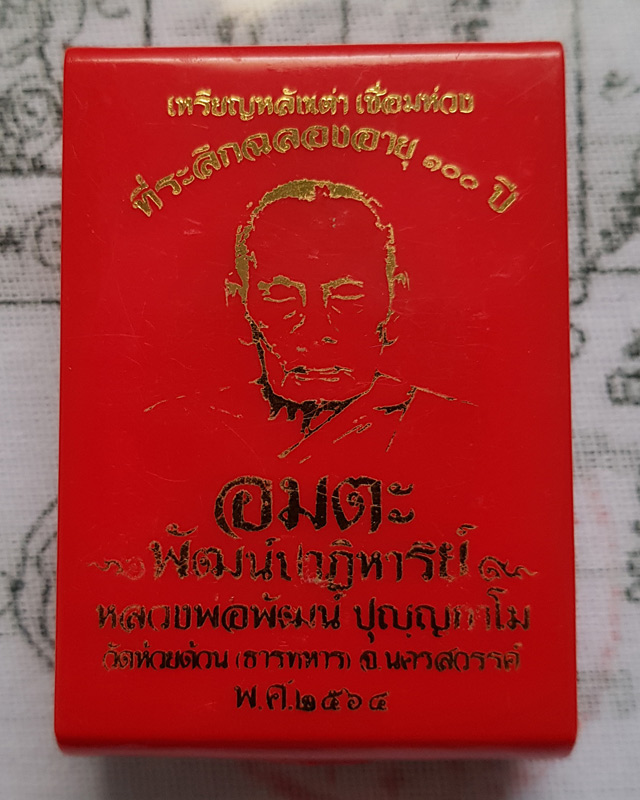 เหรียญหลังเต่า เชื่อมห่วง
ที่ระลึกฉลองอายุ ๑๐๐ ปี
อมตะ
พัฒน์ปาฏิหาริย์
หลวงพ่อพัฒน์ ปุญฺญกาโม
วัดห้วยด้วน (ธารทหาร) จ.นครสวรรค์
พ.ศ.๒๕๖๔